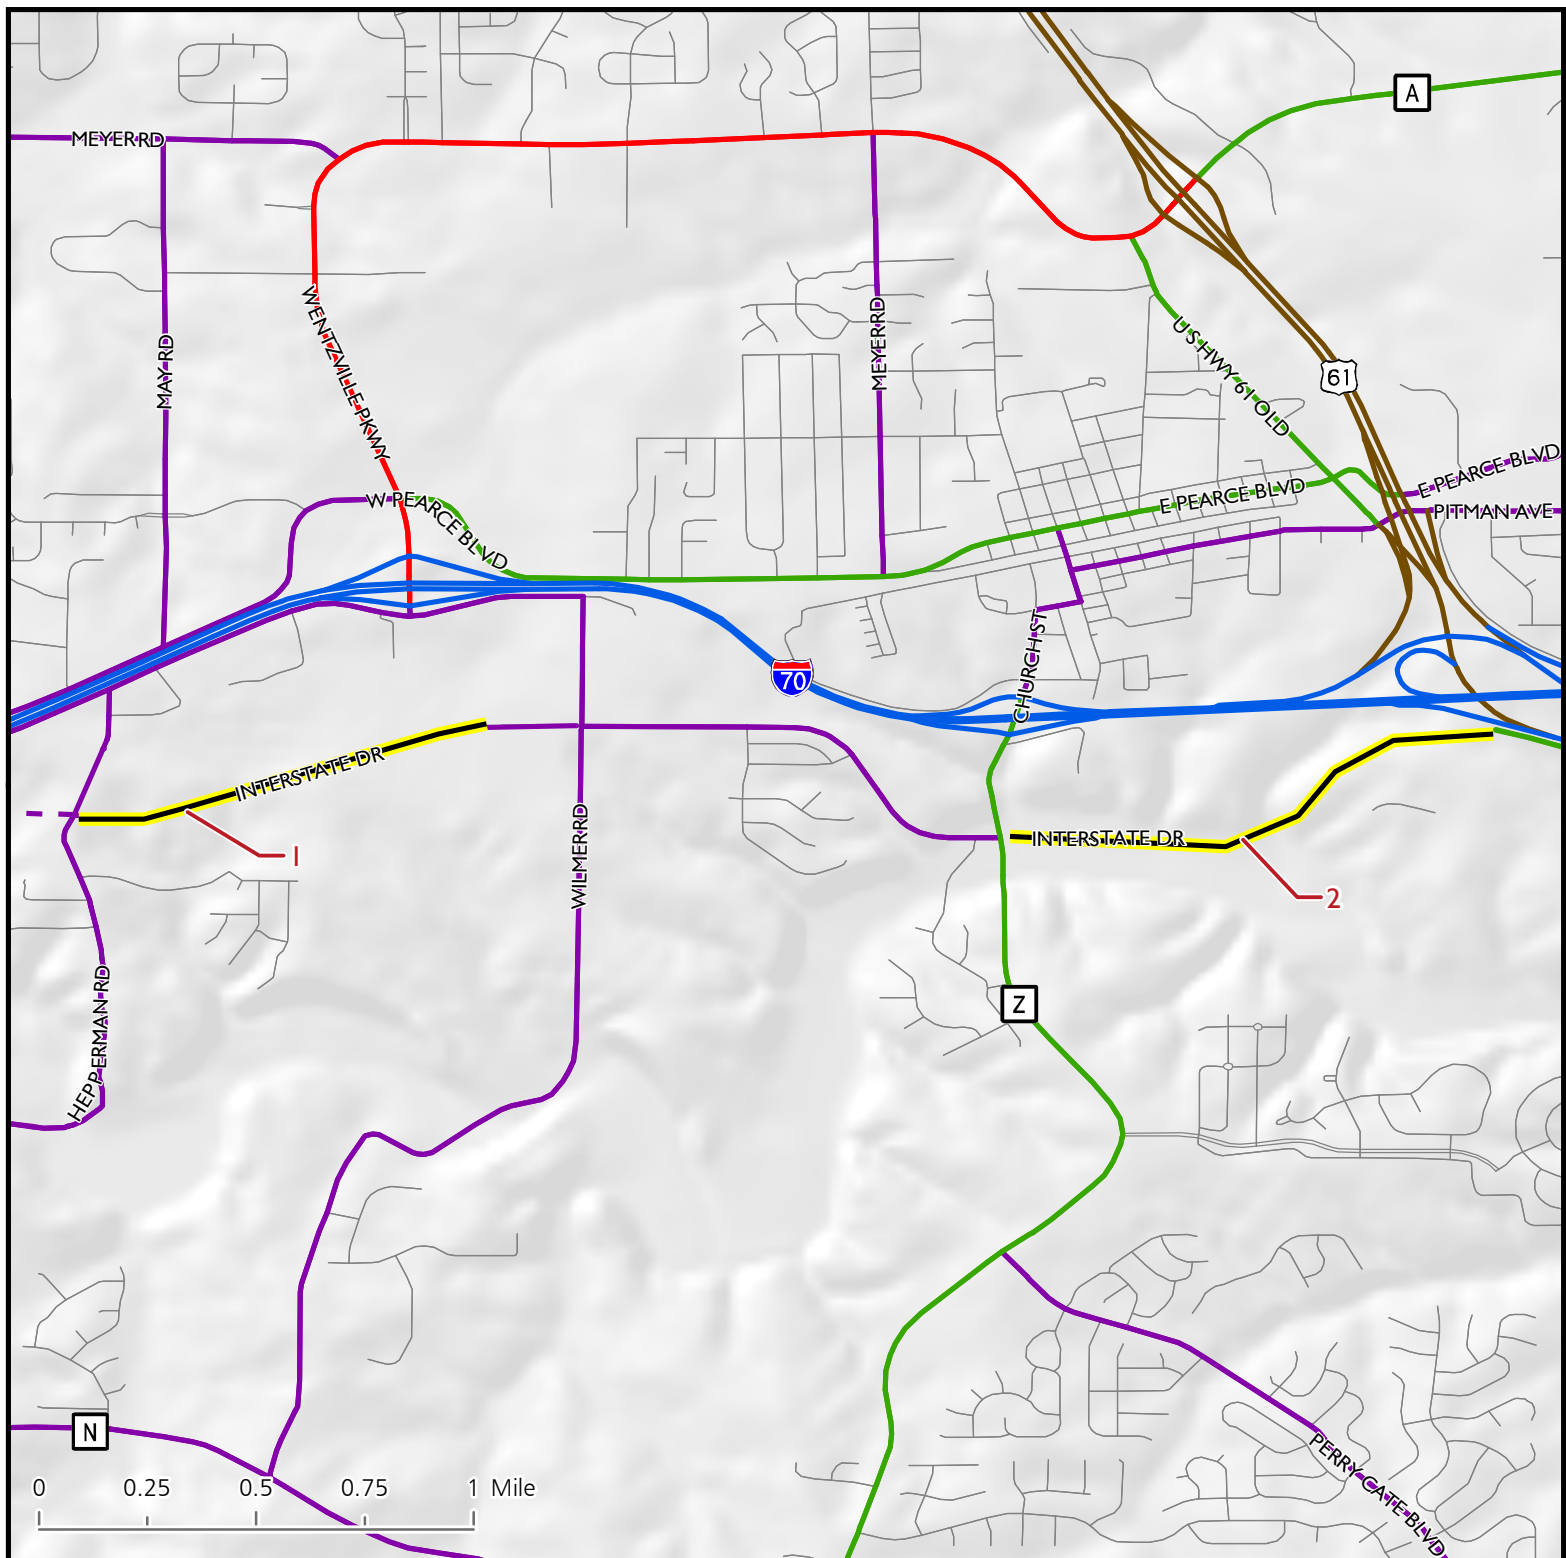 A
MEYER RD
WENTZVILLE PKWY
MAY RD
MEYER RD
U S HWY 61 OLD
61
W PEARCE BLVD
E PEARCE BLVD
E PEARCE BLVD
PITMAN AVE
CHURCH ST
70
INTERSTATE DR
1
WILMER RD
INTERSTATE DR
2
HEPPERMAN RD
Z
N
PERRY CATE BLVD
0 0.25 0.5 0.75 1 Mile